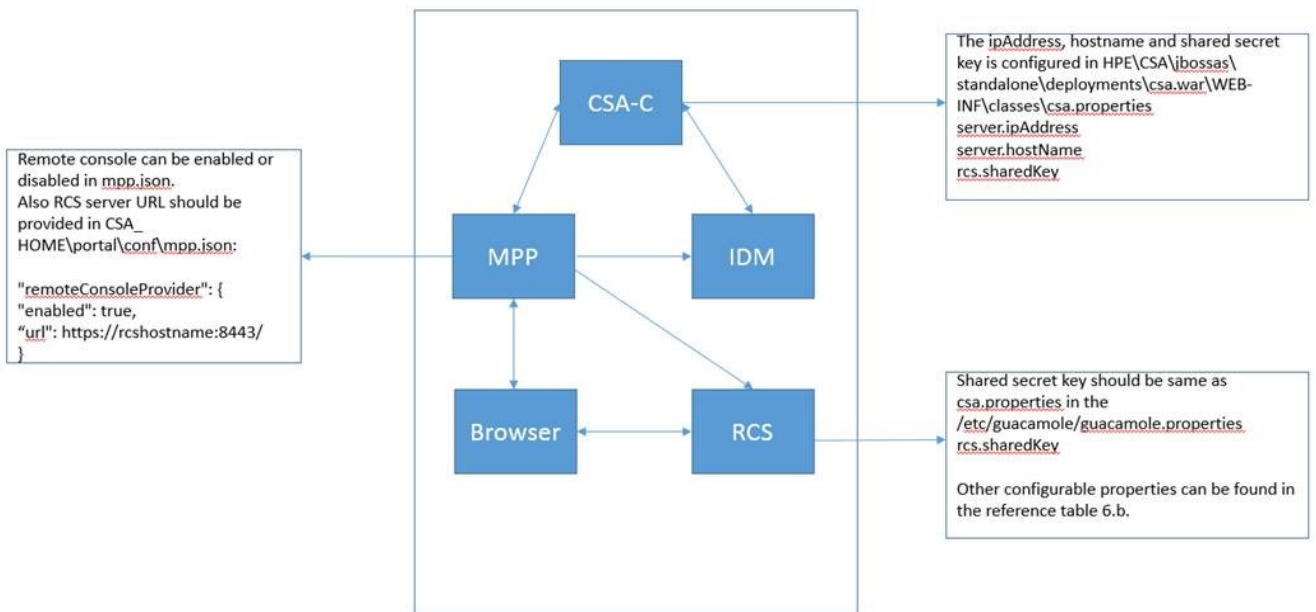 Remote console can be enabled or
disabled in mpp.json.
Also RCS server URL should be
provided in CSA_
HOME\portal\conf\mpp.json:
"remoteConsoleProvider": {
"enabled": true,
“url": https://rcshostname:8443/
}
CSA-C
MPP
IDM
Browser
RCS
The ipAddress, hostname and shared secret
key is configured in HPE\CSA\jbossas\
standalone\deployments\csa.war\WEB-
INF\classes\csa.properties
server.ipAddress
server.hostName
rcs.sharedKey
Shared secret key should be same as
csa.properties in the
/etc/guacamole/guacamole.properties
rcs.sharedKey
Other configurable properties can be found in
the reference table 6.b.